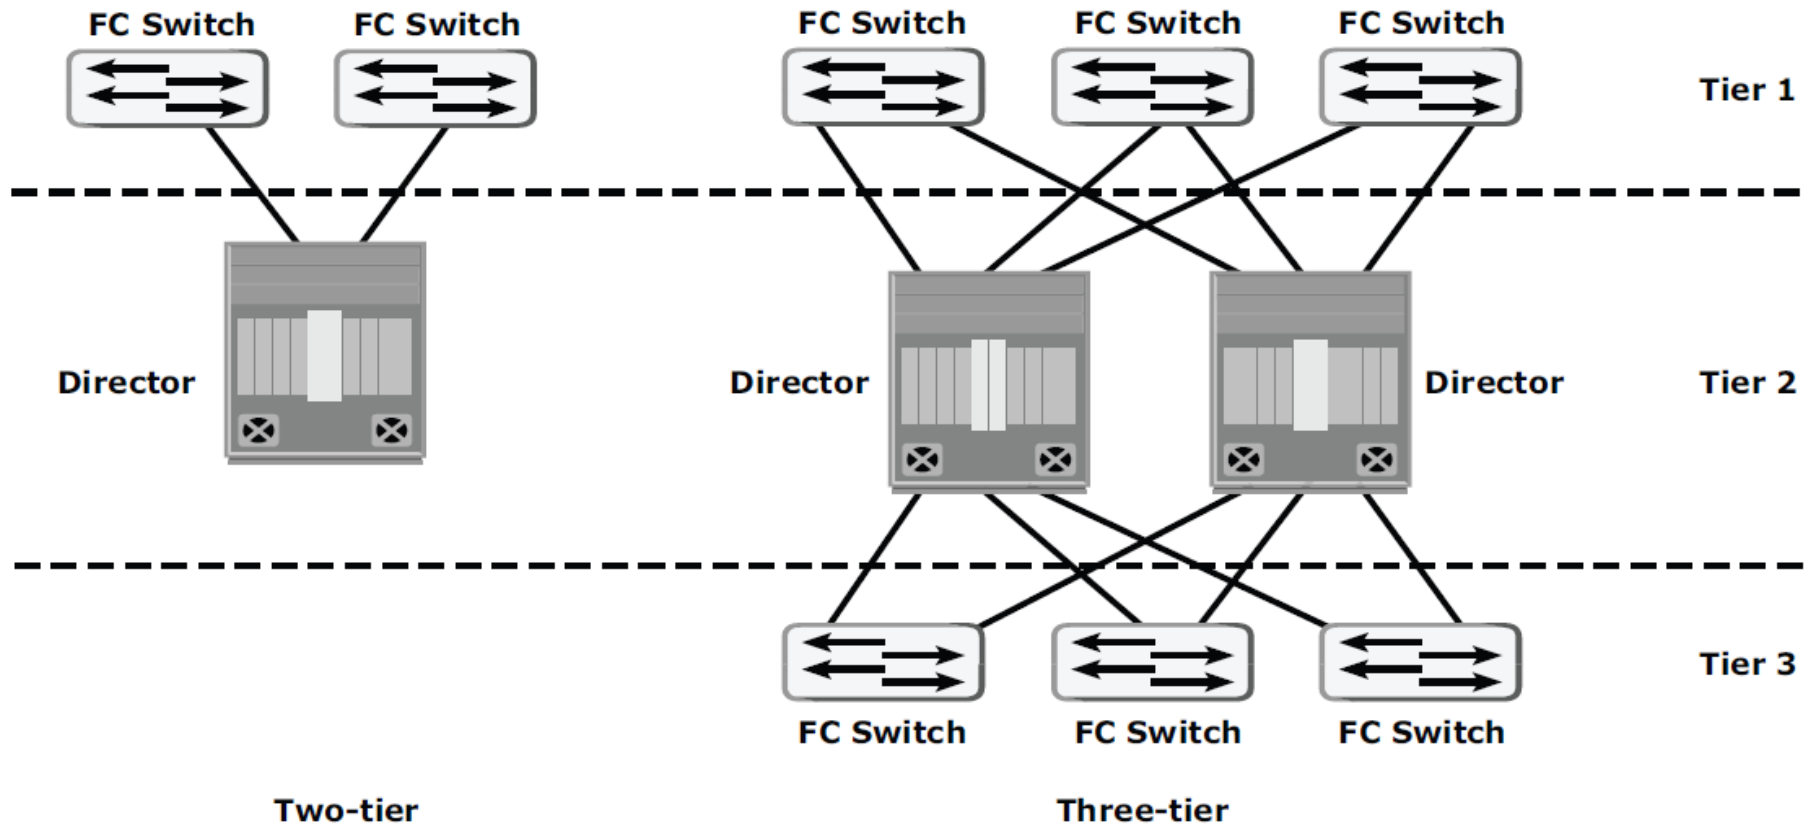 FC Switch FC Switch FC Switch FC Switch FC Switch
Tier 1
Director Director Director Tier 2
Tier 3
FC Switch FC Switch FC Switch
Two-tier Three-tier